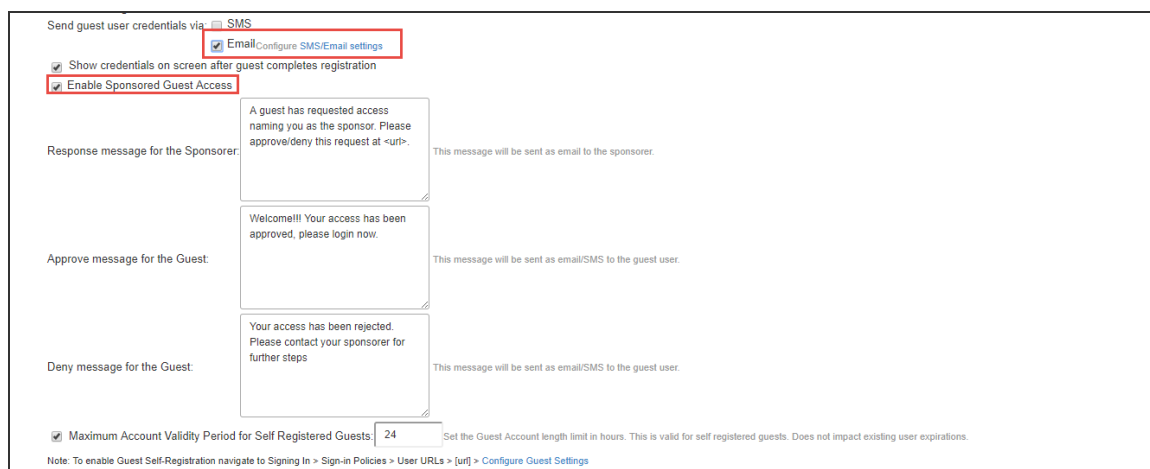 Send guest user credentials via: SMS
Email Configure SMS/Email settings
Show credentials on screen after guest completes registration
Enable Sponsored Guest Access
A guest has requested access
naming you as the sponsor. Please
approve/deny this request at <url>.
Response message for the Sponsorer:
This message will be sent as email to the sponsorer.
Welcome!!! Your access has been
approved, please login now.
Approve message for the Guest:
This message will be sent as email/SMS to the guest user.
Your access has been rejected.
Please contact your sponsorer for
further steps
Deny message for the Guest:
This message will be sent as email/SMS to the guest user.
Maximum Account Validity Period for Self Registered Guests: 24 Set the Guest Account length limit in hours. This is valid for self registered guests. Does not impact existing user expirations.
Note: To enable Guest Self-Registration navigate to Signing In > Sign-in Policies > User URLs > [url] > Configure Guest Settings